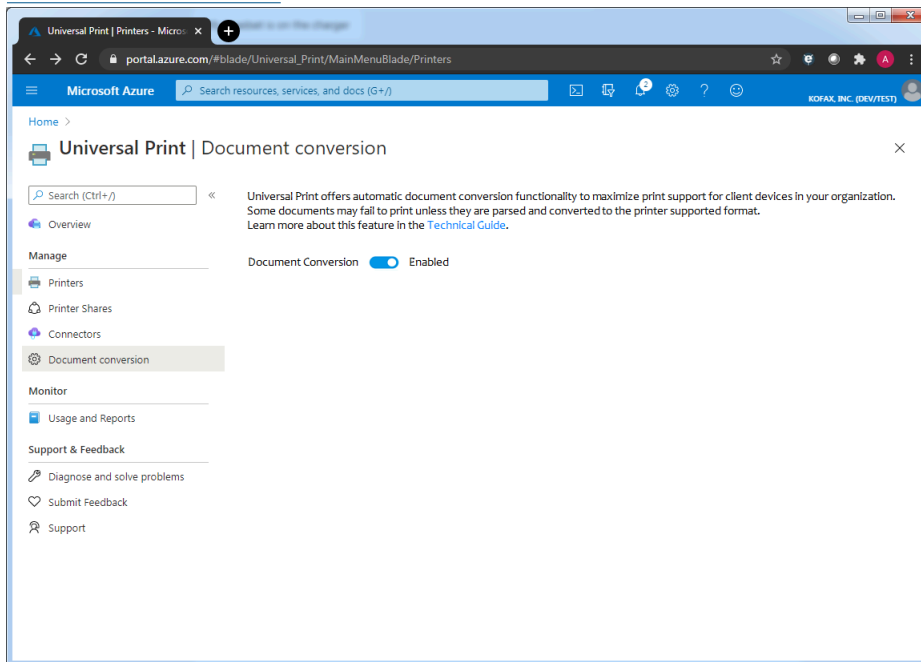 is on the charger
Universal Print | Printers - Micros
portal.azure.com/#blade/Universal_Print/MainMenuBlade/Printers
A
Microsoft Azure
Search resources, services, and docs (G+/)
2
KOFAX, INC. (DEV/TEST)
Home >
Universal Print | Document conversion
Search (Ctrl+/)
«
Overview
Manage
Printers
Printer Shares
Connectors
Document conversion
Monitor
Usage and Reports
Support & Feedback
Diagnose and solve problems
Submit Feedback
Support
Universal Print offers automatic document conversion functionality to maximize print support for client devices in your organization.
Some documents may fail to print unless they are parsed and converted to the printer supported format.
Learn more about this feature in the Technical Guide.
Document Conversion Enabled